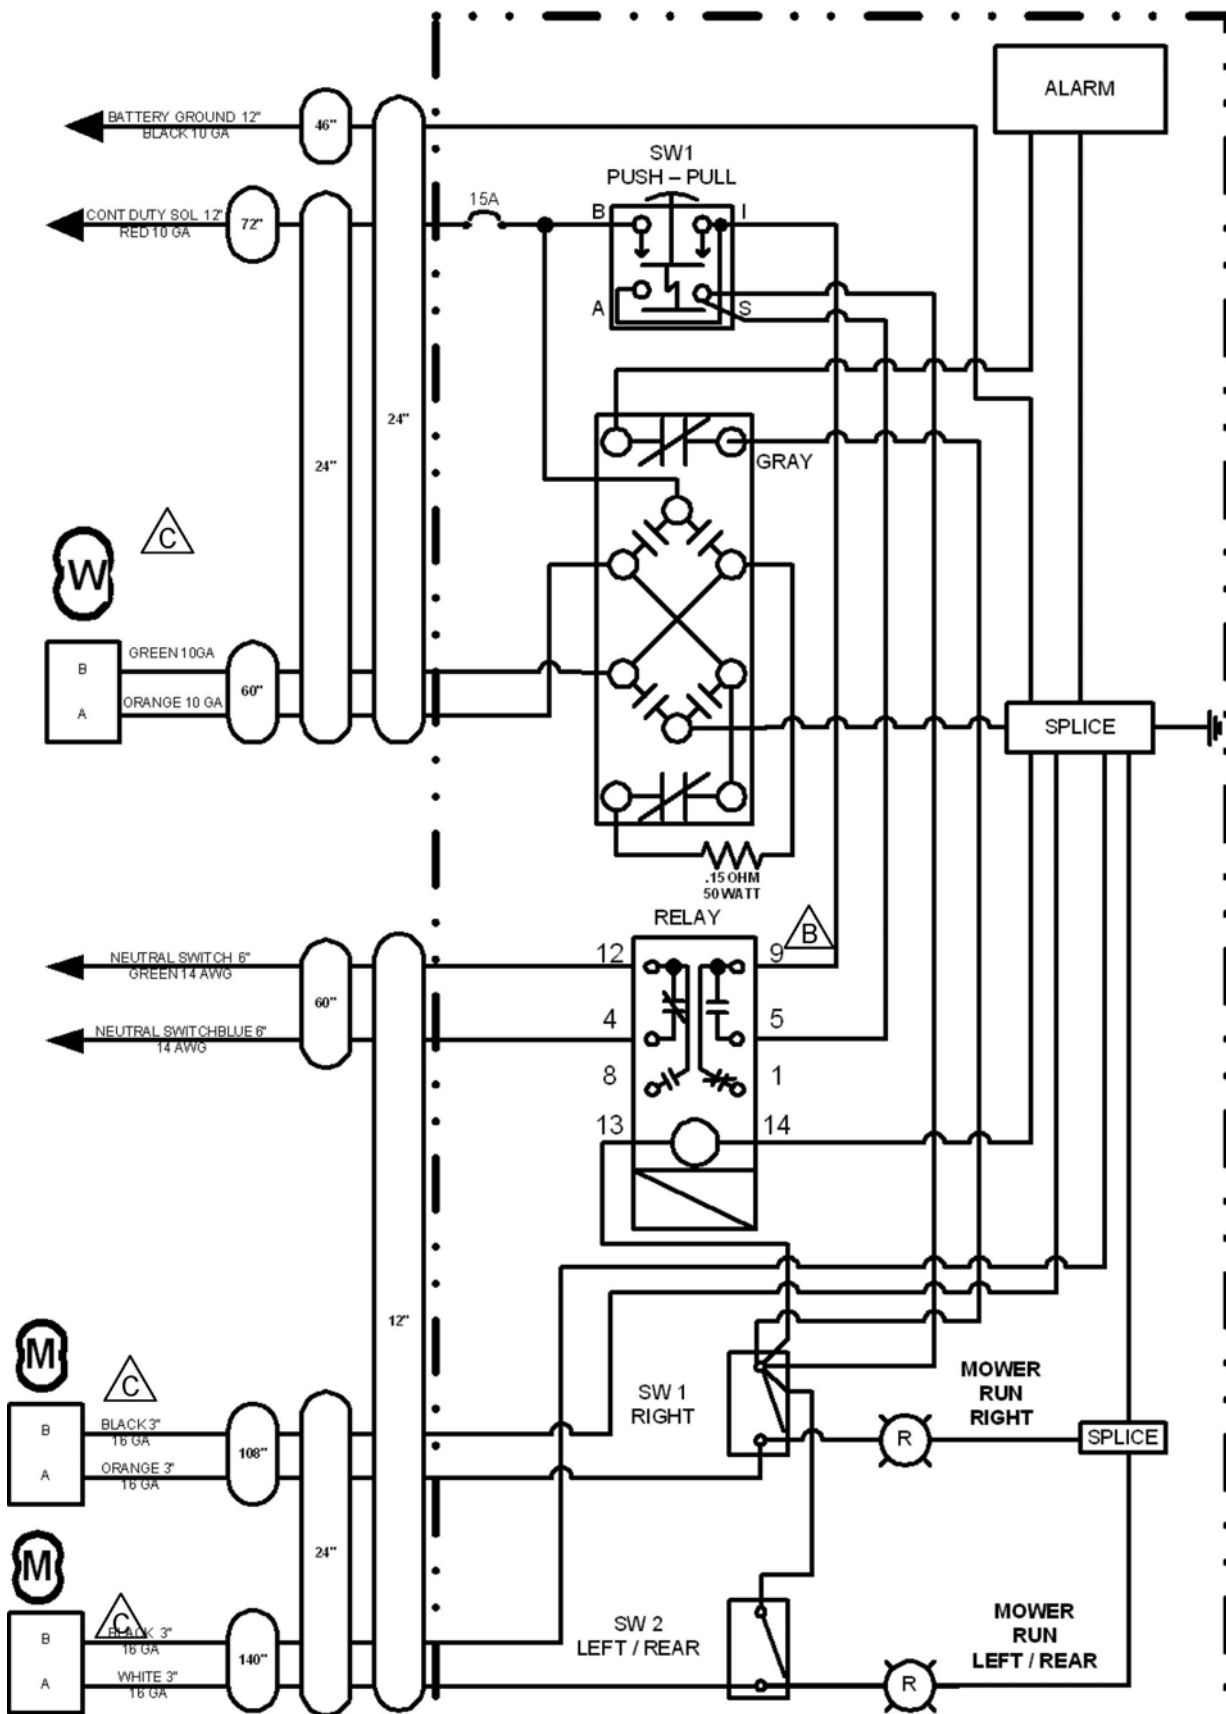 ALARM
BATTERY GROUND 12"
BLACK 10 GA
46"
SW1
PUSH – PULL
CONT DUTY SOL 12"
RED 10 GA
72"
15A
B
I
A
S
24"
24"
GRAY
C
W
B
A
GREEN 10GA
ORANGE 10 GA
60"
SPLICE
.15 OHM
50 WATT
RELAY
B
NEUTRAL SWITCH 6"
GREEN 14 AWG
12
9
60"
NEUTRAL SWITCHBLUE 6"
14 AWG
4
5
8
1
13
14
12"
M
C
SW 1
RIGHT
MOWER
RUN
RIGHT
B
A
BLACK 3"
16 GA
ORANGE 3"
16 GA
108"
R
SPLICE
M
24"
C
B
A
BLACK 3"
16 GA
WHITE 3"
16 GA
140"
SW 2
LEFT / REAR
MOWER
RUN
LEFT / REAR
R